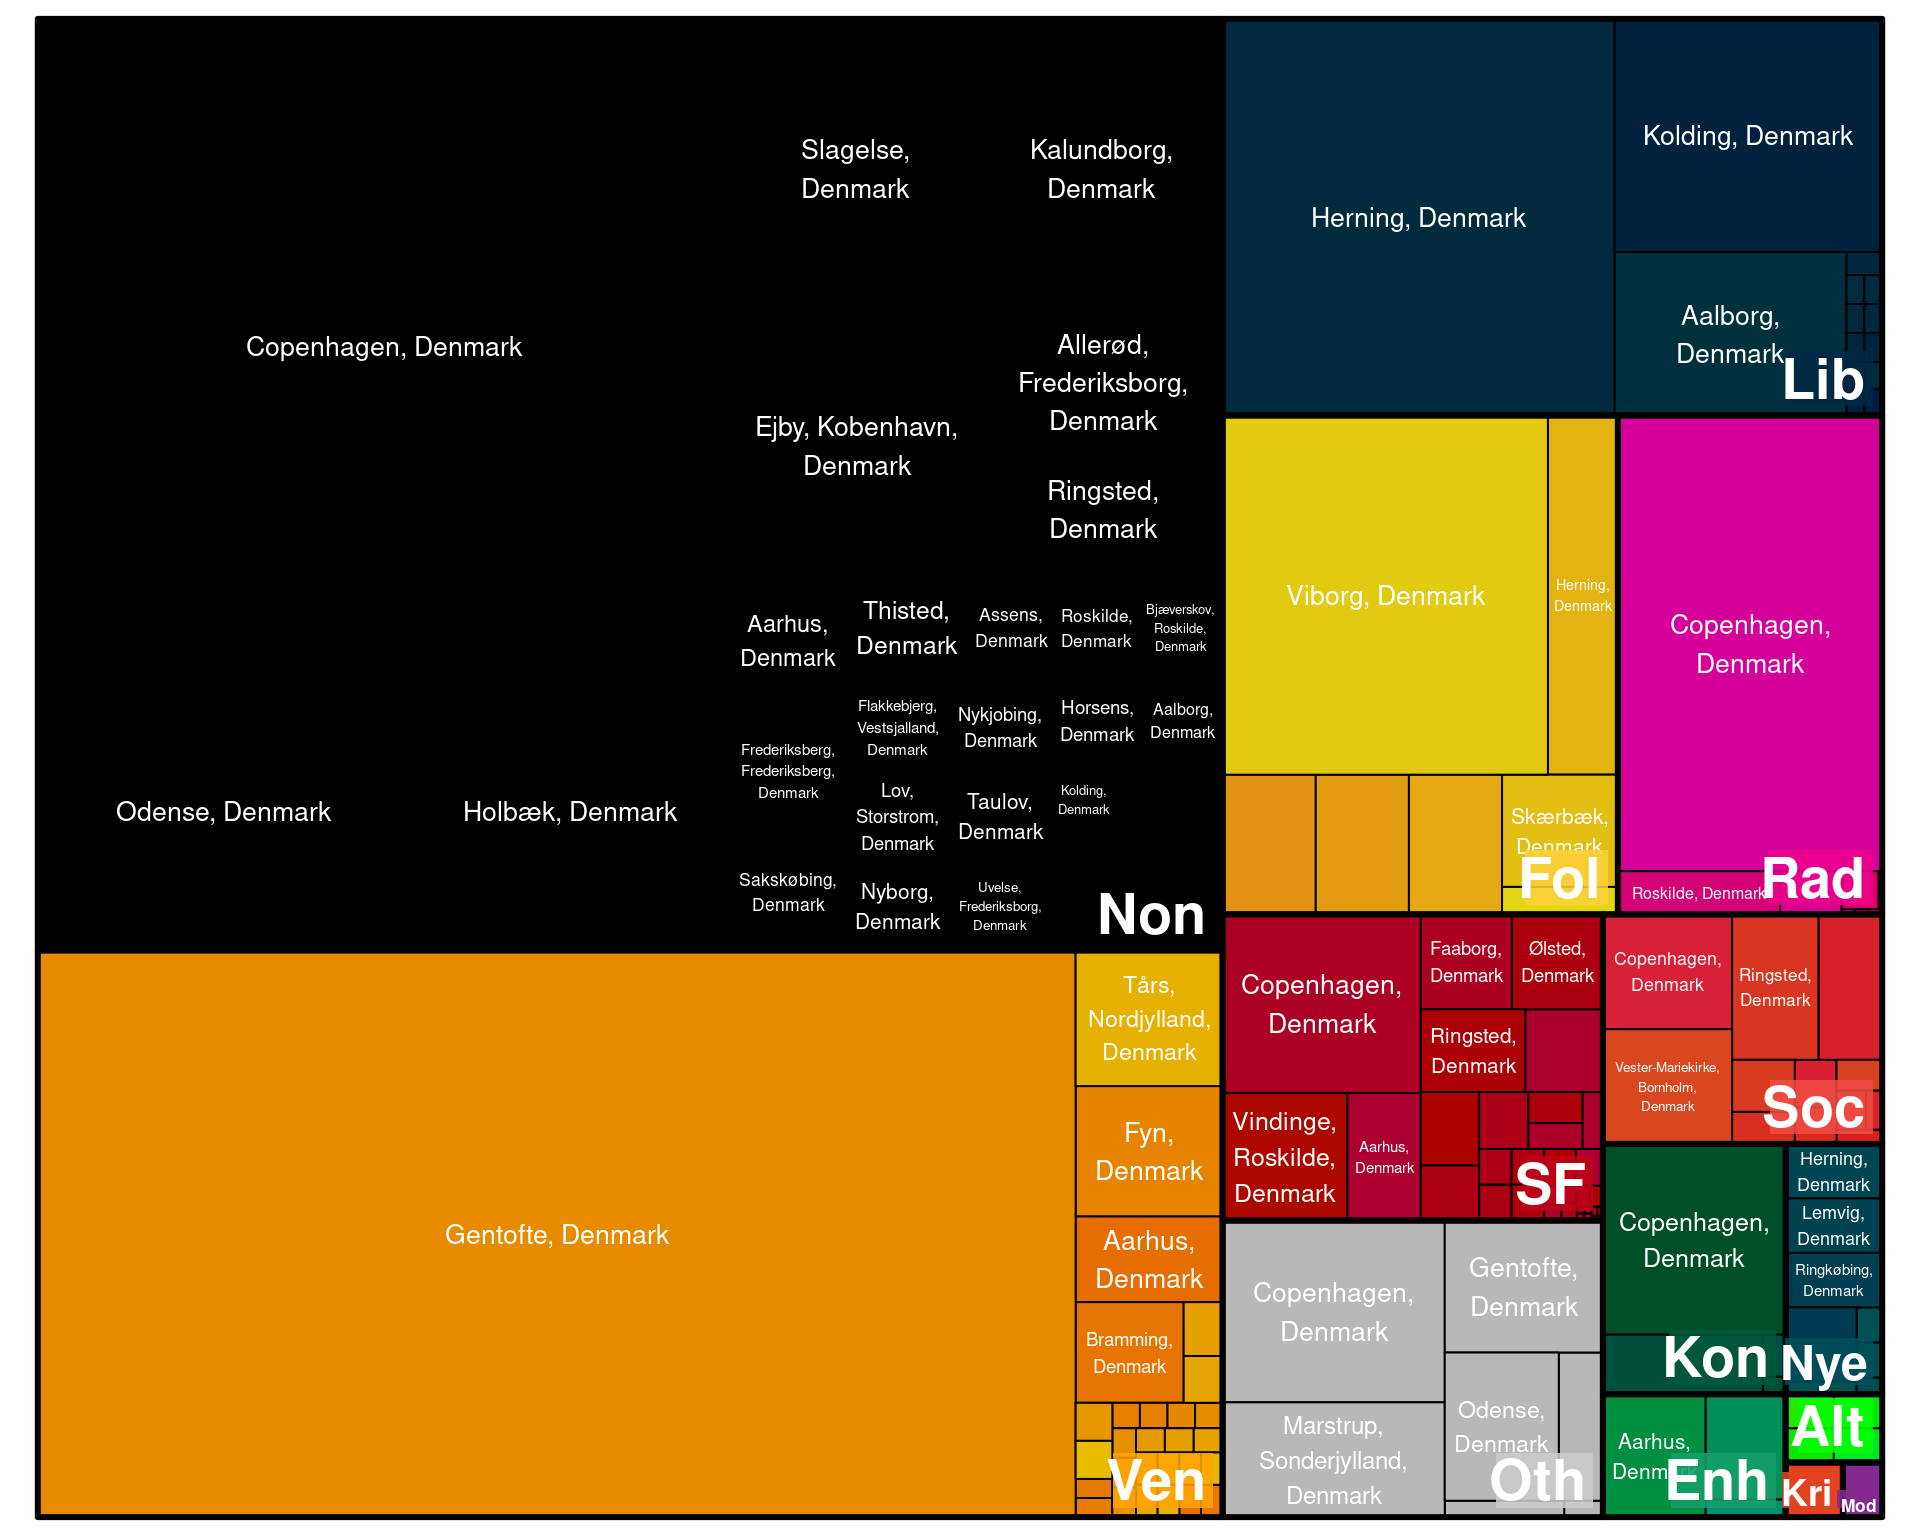 Copenhagen, Denmark
Slagelse,
Denmark
Kalundborg,
Denmark
Ejby, Kobenhavn,
Denmark
Allerød,
Frederiksborg,
Denmark
Ringsted,
Denmark
Odense, Denmark
Holbæk, Denmark
Aarhus,
Denmark
Thisted,
Denmark
Assens,
Denmark
Roskilde,
Denmark
Bjæverskov,
Roskilde,
Denmark
Frederiksberg,
Frederiksberg,
Denmark
Flakkebjerg,
Vestsjalland,
Denmark
Nykjobing,
Denmark
Horsens,
Denmark
Aalborg,
Denmark
Lov,
Storstrom,
Denmark
Taulov,
Denmark
Kolding,
Denmark
Sakskøbing,
Denmark
Nyborg,
Denmark
Uvelse,
Frederiksborg,
Denmark
Non
Herning, Denmark
Kolding, Denmark
Aalborg,
Denmark
Lib
Viborg, Denmark
Herning,
Denmark
Skærbæk,
Denmark
Fol
Copenhagen,
Denmark
Roskilde, Denmark
Rad
Gentofte, Denmark
Tårs,
Nordjylland,
Denmark
Fyn,
Denmark
Aarhus,
Denmark
Bramming,
Denmark
Ven
Copenhagen,
Denmark
Faaborg,
Denmark
Ølsted,
Denmark
Ringsted,
Denmark
Vindinge,
Roskilde,
Denmark
Aarhus,
Denmark
SF
Copenhagen,
Denmark
Ringsted,
Denmark
Vester-Mariekirke,
Bornholm,
Denmark
Soc
Copenhagen,
Denmark
Gentofte,
Denmark
Marstrup,
Sonderjylland,
Denmark
Odense,
Denmark
Oth
Copenhagen,
Denmark
Kon
Herning,
Denmark
Lemvig,
Denmark
Ringkøbing,
Denmark
Nye
Aarhus,
Denmark
Enh
Alt
Kri
Mod